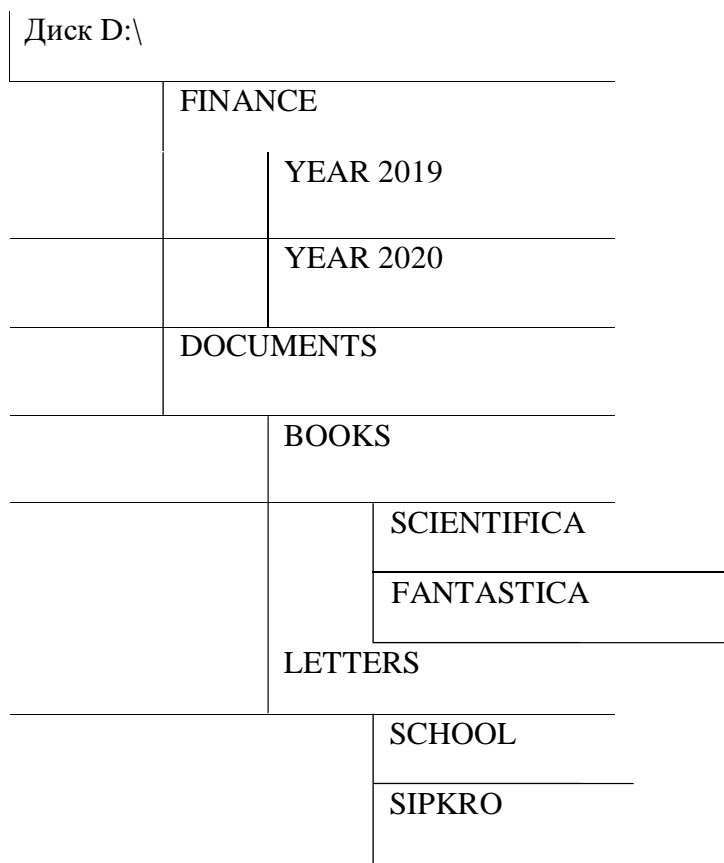 Диск D:\
FINANCE
YEAR 2019
YEAR 2020
DOCUMENTS
BOOKS
SCIENTIFICA
FANTASTICA
LETTERS
SCHOOL
SIPKRO